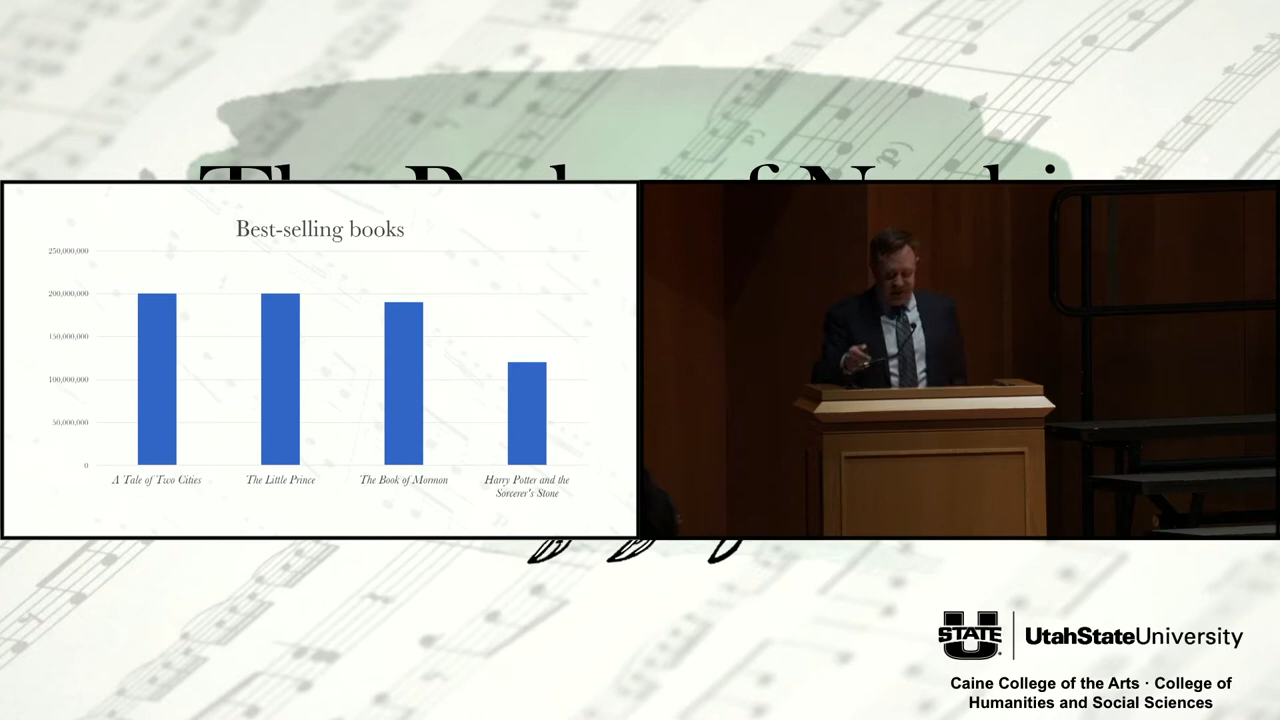 Best-selling books
250,000,000
200,000,000
150,000,000
100,000,000
50,000,000
0
A Tale of Two Cities
The Little Prince
The Book of Mormon
Harry Potter and the
Sorcerer's Stone
STATE
UtahStateUniversity
Caine College of the Arts · College of
Humanities and Social Sciences